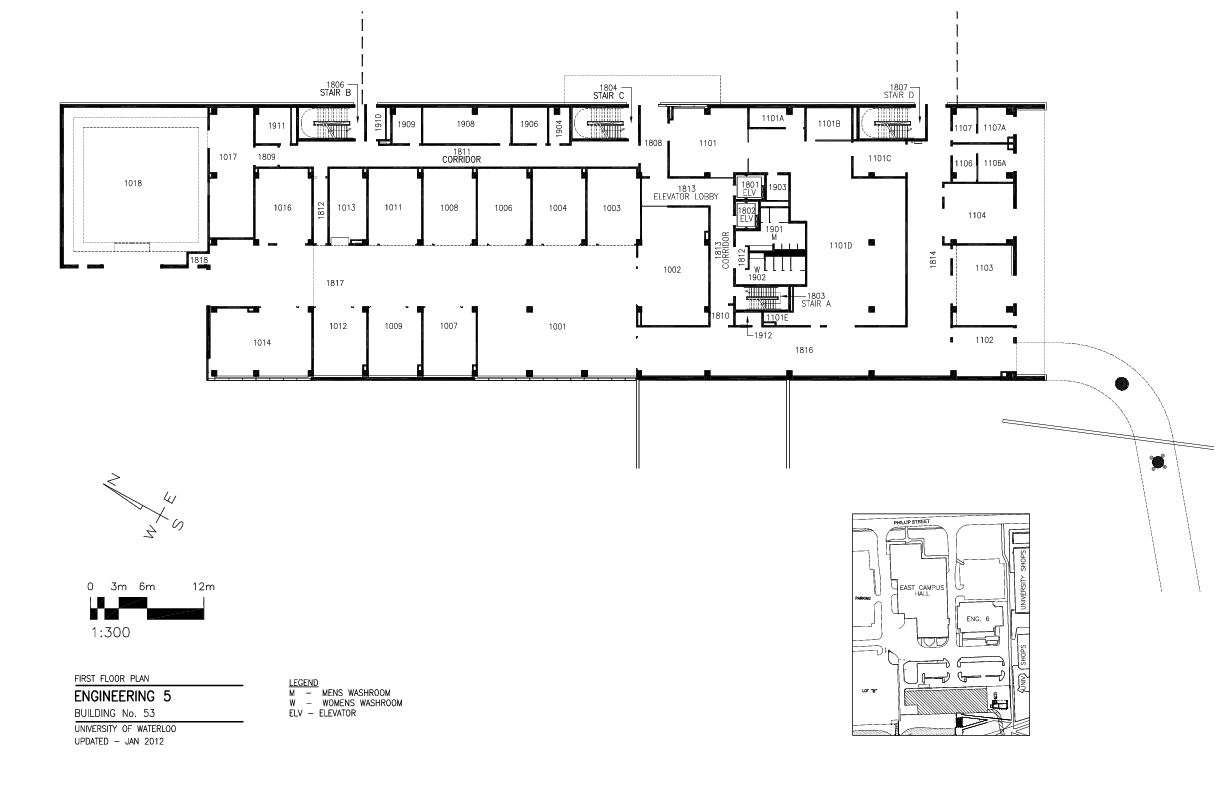 1806
STAIR B
1804
STAIR C
1807
STAIR D
1911
1910
1909
1908
1906
1904
1808
1101
1101A
1101B
1107
1107A
1017
1809
1811
CORRIDOR
1101C
1106
1106A
1018
1016
1812
1013
1011
1008
1006
1004
1003
1813
ELEVATOR LOBBY
1801
ELV
1903
1802
ELV
1104
1901
M
1813
CORRIDOR
1812
1101D
1814
1818
1817
1002
W
1902
1103
1803
STAIR A
1810
1101E
1912
1014
1012
1009
1007
1001
1816
1102
N
E
W
S
0 3m 6m 12m
1:300
FIRST FLOOR PLAN
ENGINEERING 5
BUILDING No. 53
UNIVERSITY OF WATERLOO
UPDATED – JAN 2012
LEGEND
M – MENS WASHROOM
W – WOMENS WASHROOM
ELV – ELEVATOR
PHILLIP STREET
EAST CAMPUS
HALL
PARKING
ENG. 6
UNIVERSITY SHOPS
SHOPS
LOT "B"